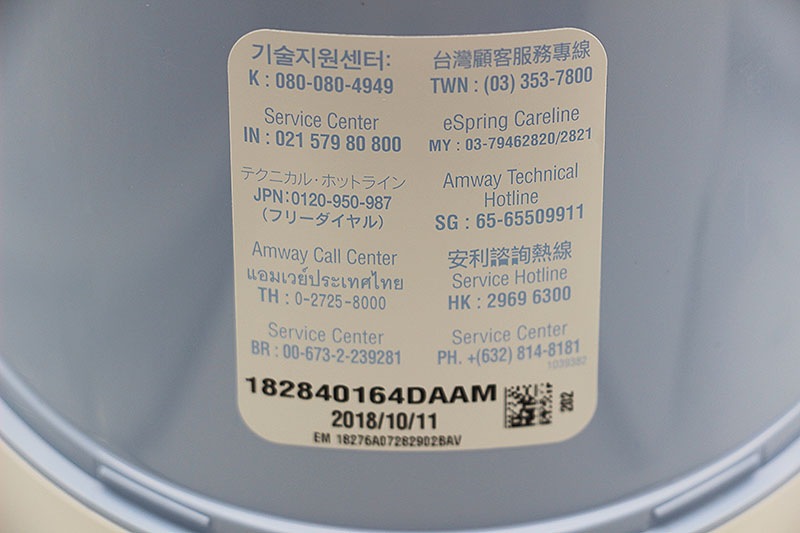 기술지원센터:
K : 080-080-4949
Service Center
IN : 021 579 80 800
テクニカル・ホットライン
JPN:0120-950-987
(フリーダイヤル)
Amway Call Center
แอมเวย์ประเทศไทย
TH : 0-2725-8000
Service Center
BR : 00-673-2-239281
台灣顧客服務專線
TWN : (03) 353-7800
eSpring Careline
MY : 03-79462820/2821
Amway Technical
Hotline
SG : 65-65509911
安利諮詢熱線
Service Hotline
HK : 2969 6300
Service Center
PH. +(632) 814-8181
1039382
182840164DAAM
2018/10/11
EM 18276A07282902BAV
202